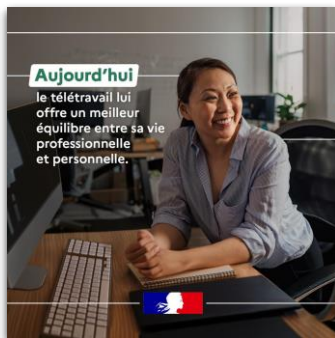 Aujourd'hui
le télétravail lui
offre un meilleur
équilibre entre sa vie
professionnelle
et personnelle.